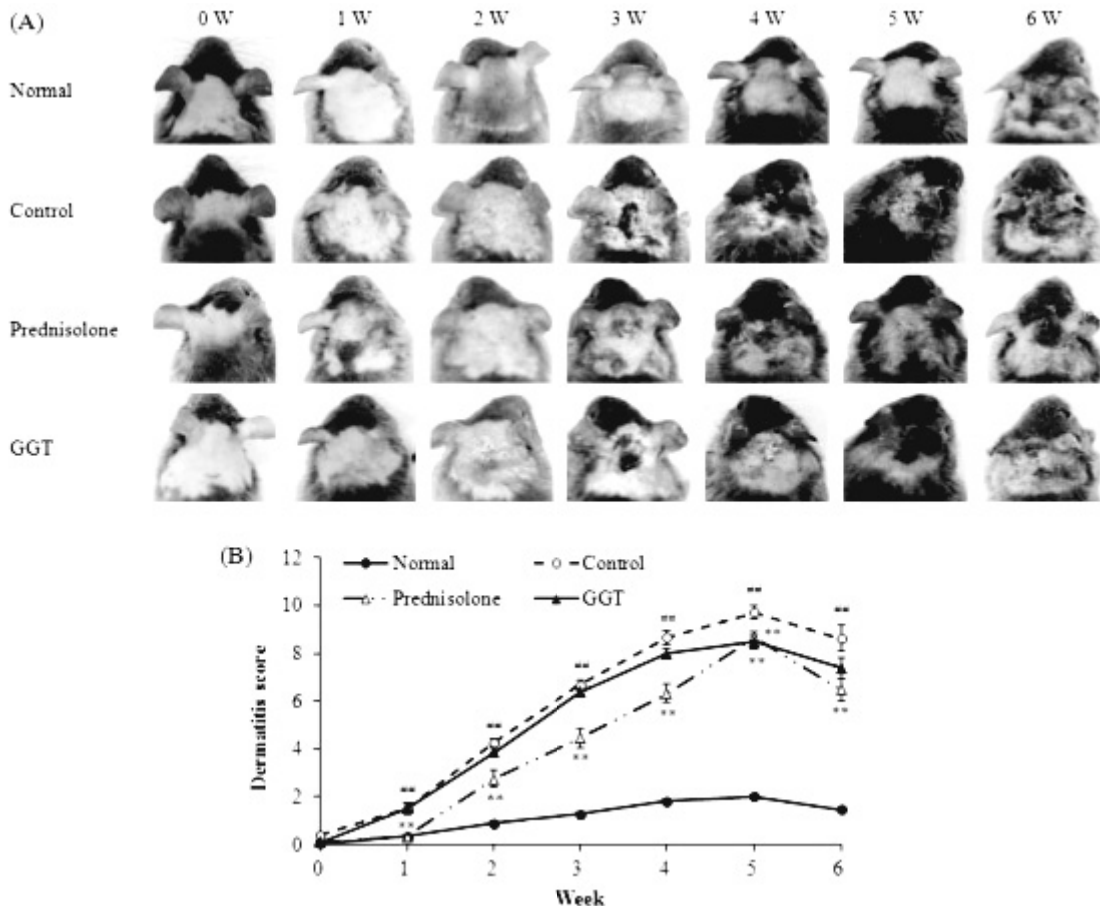 (A) 0 W 1 W 2 W 3 W 4 W 5 W 6 W
Normal
Control
Prednisolone
GGT
(B)
Normal Control
Prednisolone GGT
12
10
8
6
4
2
0
Dermatitis score
** ** ** ** ** **
0 1 2 3 4 5 6
Week